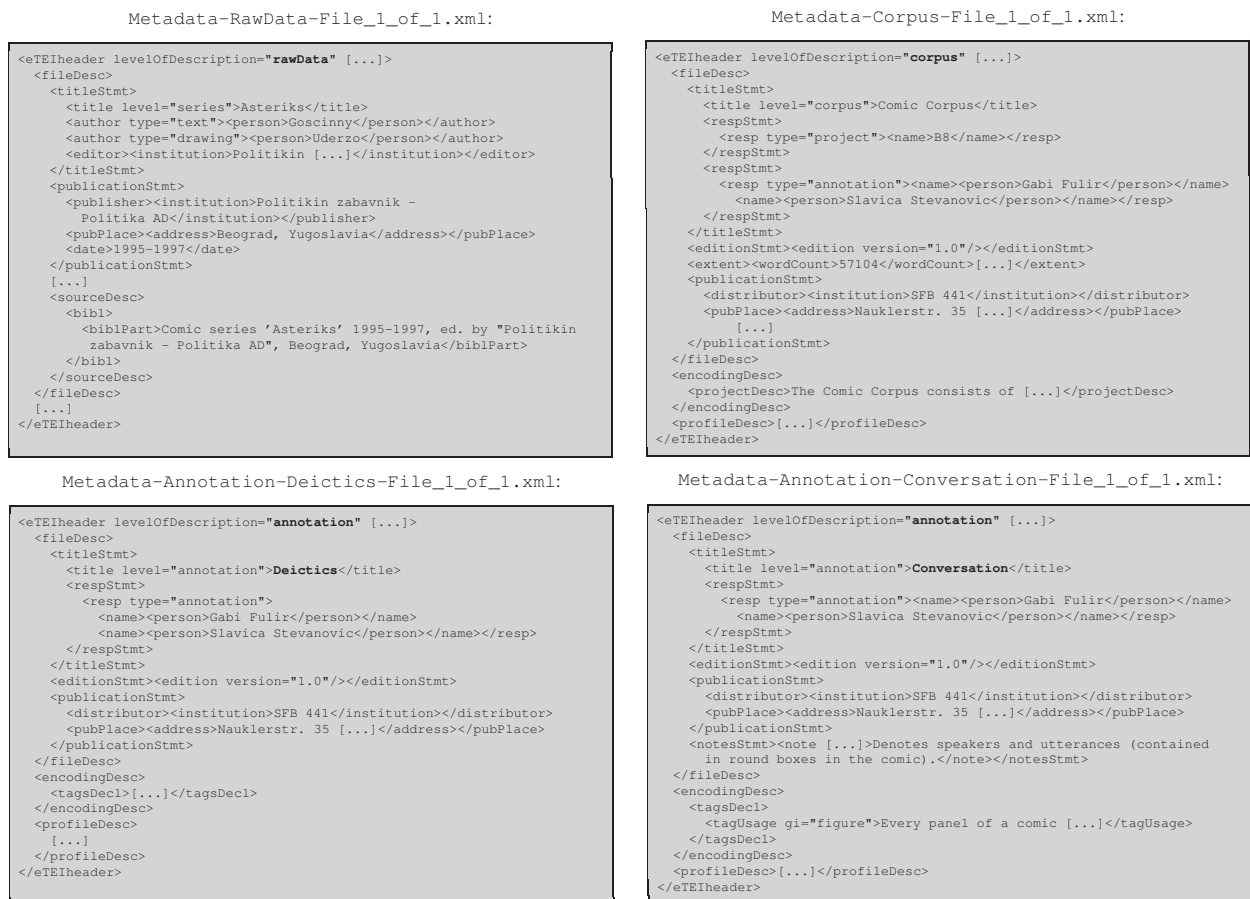 Metadata-RawData-File_1_of_1.xml:
<eTEIheader levelOfDescription="rawData" [...]>
  <fileDesc>
    <titleStmt>
      <title level="series">Asteriks</title>
      <author type="text"><person>Goscinny</person></author>
      <author type="drawing"><person>Uderzo</person></author>
      <editor><institution>Politikin [...]</institution></editor>
    </titleStmt>
    <publicationStmt>
      <publisher><institution>Politikin zabavnik -
        Politika AD</institution></publisher>
      <pubPlace><address>Beograd, Yugoslavia</address></pubPlace>
      <date>1995-1997</date>
    </publicationStmt>
    [...]
    <sourceDesc>
      <bibl>
        <biblPart>Comic series 'Asteriks' 1995-1997, ed. by "Politikin
         zabavnik - Politika AD", Beograd, Yugoslavia</biblPart>
      </bibl>
    </sourceDesc>
  </fileDesc>
  [...]
</eTEIheader>
Metadata-Corpus-File_1_of_1.xml:
<eTEIheader levelOfDescription="corpus" [...]>
  <fileDesc>
    <titleStmt>
      <title level="corpus">Comic Corpus</title>
      <respStmt>
        <resp type="project"><name>B8</name></resp>
      </respStmt>
      <respStmt>
        <resp type="annotation"><name><person>Gabi Fulir</person></name>
          <name><person>Slavica Stevanovic</person></name></resp>
      </respStmt>
    </titleStmt>
    <editionStmt><edition version="1.0"/></editionStmt>
    <extent><wordCount>57104</wordCount>[...]</extent>
    <publicationStmt>
      <distributor><institution>SFB 441</institution></distributor>
      <pubPlace><address>Nauklerstr. 35 [...]</address></pubPlace>
          [...]
    </publicationStmt>
  </fileDesc>
  <encodingDesc>
    <projectDesc>The Comic Corpus consists of [...]</projectDesc>
  </encodingDesc>
  <profileDesc>[...]</profileDesc>
</eTEIheader>
Metadata-Annotation-Deictics-File_1_of_1.xml:
<eTEIheader levelOfDescription="annotation" [...]>
  <fileDesc>
    <titleStmt>
      <title level="annotation">Deictics</title>
      <respStmt>
        <resp type="annotation">
          <name><person>Gabi Fulir</person></name>
          <name><person>Slavica Stevanovic</person></name></resp>
      </respStmt>
    </titleStmt>
    <editionStmt><edition version="1.0"/></editionStmt>
    <publicationStmt>
      <distributor><institution>SFB 441</institution></distributor>
      <pubPlace><address>Nauklerstr. 35 [...]</address></pubPlace>
    </publicationStmt>
  </fileDesc>
  <encodingDesc>
    <tagsDecl>[...]</tagsDecl>
  </encodingDesc>
  <profileDesc>
    [...]
  </profileDesc>
</eTEIheader>
Metadata-Annotation-Conversation-File_1_of_1.xml:
<eTEIheader levelOfDescription="annotation" [...]>
  <fileDesc>
    <titleStmt>
      <title level="annotation">Conversation</title>
      <respStmt>
        <resp type="annotation"><name><person>Gabi Fulir</person></name>
          <name><person>Slavica Stevanovic</person></name></resp>
      </respStmt>
    </titleStmt>
    <editionStmt><edition version="1.0"/></editionStmt>
    <publicationStmt>
      <distributor><institution>SFB 441</institution></distributor>
      <pubPlace><address>Nauklerstr. 35 [...]</address></pubPlace>
    </publicationStmt>
    <notesStmt><note [...]>Denotes speakers and utterances (contained
      in round boxes in the comic).</note></notesStmt>
  </fileDesc>
  <encodingDesc>
    <tagsDecl>
      <tagUsage gi="figure">Every panel of a comic [...]</tagUsage>
    </tagsDecl>
  </encodingDesc>
  <profileDesc>[...]</profileDesc>
</eTEIheader>